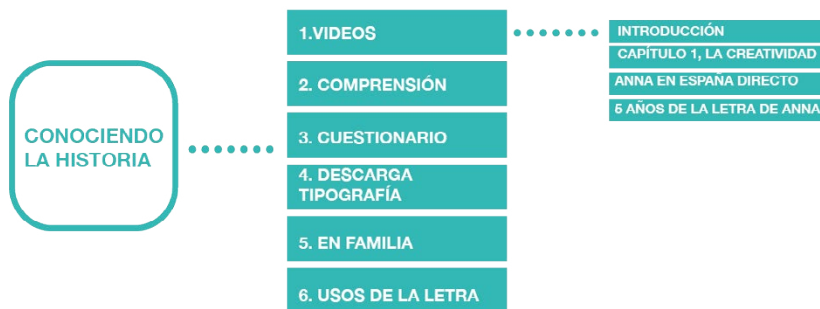 CONOCIENDO
LA HISTORIA
1.VIDEOS
2. COMPRENSIÓN
3. CUESTIONARIO
4. DESCARGA
TIPOGRAFÍA
5. EN FAMILIA
6. USOS DE LA LETRA
INTRODUCCIÓN
CAPÍTULO 1, LA CREATIVIDAD
ANNA EN ESPAÑA DIRECTO
5 AÑOS DE LA LETRA DE ANNA